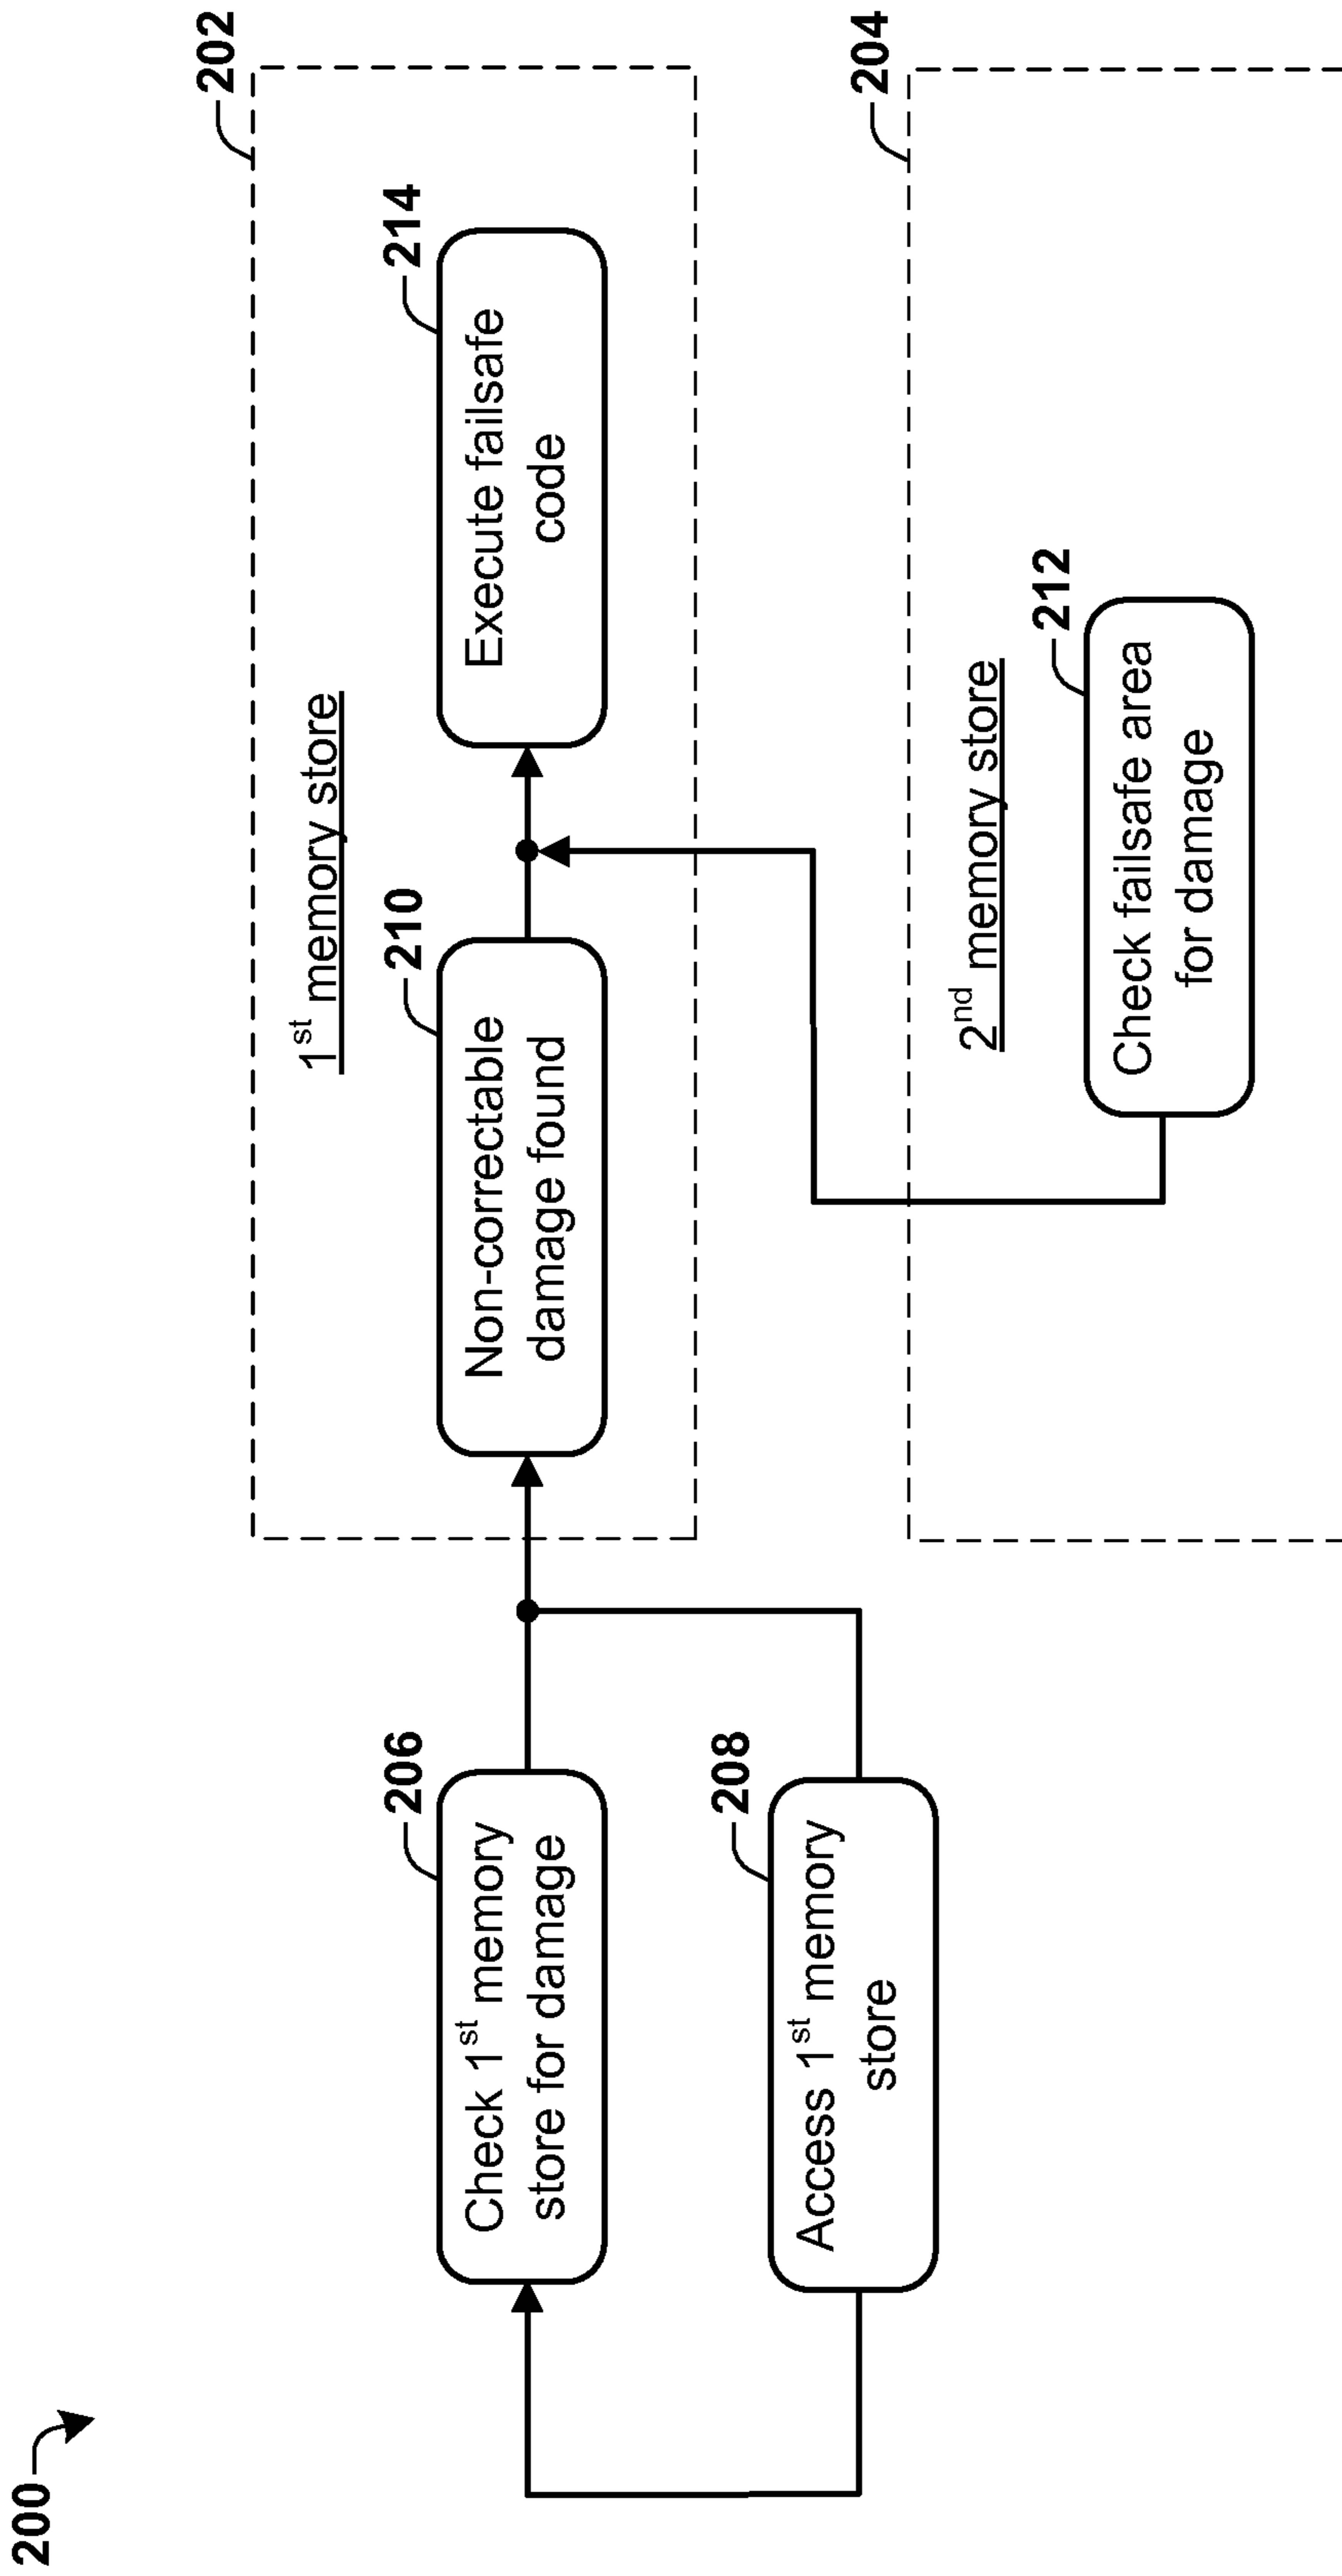 200
202
1st memory store
206
Check 1st memory
store for damage
210
Non-correctable
damage found
214
Execute failsafe
code
208
Access 1st memory
store
204
2nd memory store
212
Check failsafe area
for damage